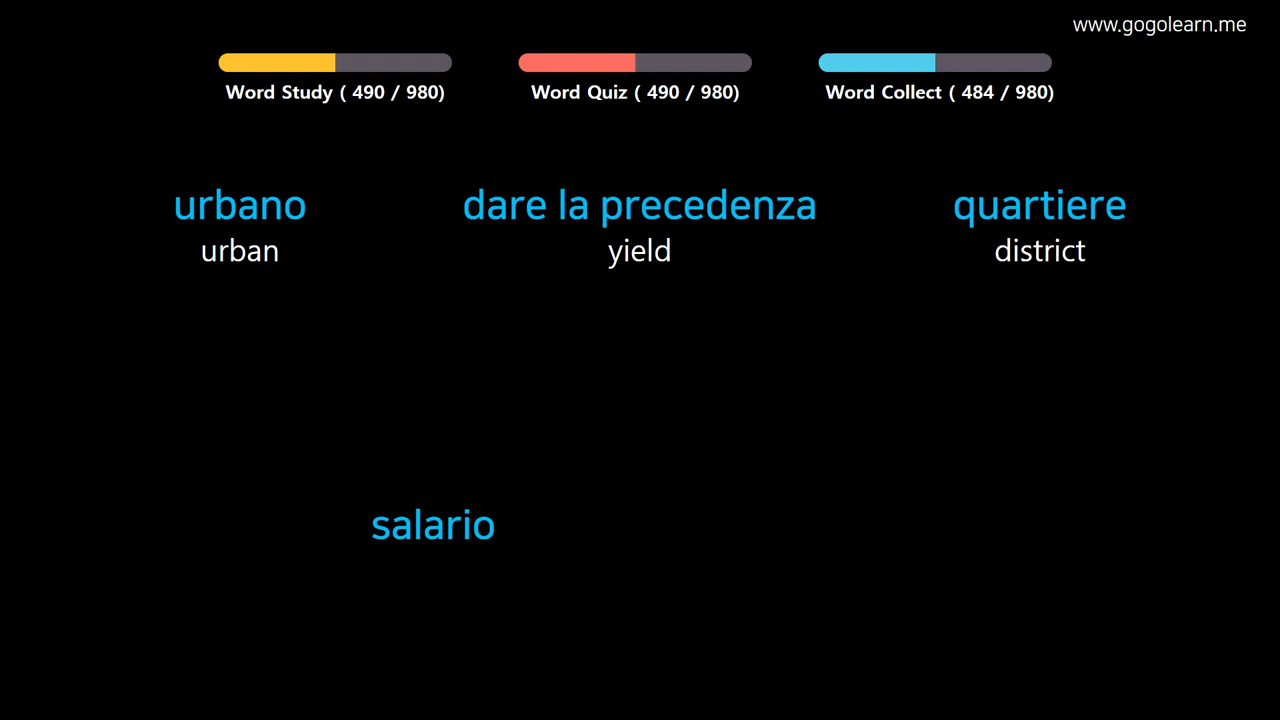 www.gogolearn.me
Word Study ( 490 / 980)
Word Quiz ( 490 / 980)
Word Collect ( 484 / 980)
urbano
urban
dare la precedenza
yield
quartiere
district
salario